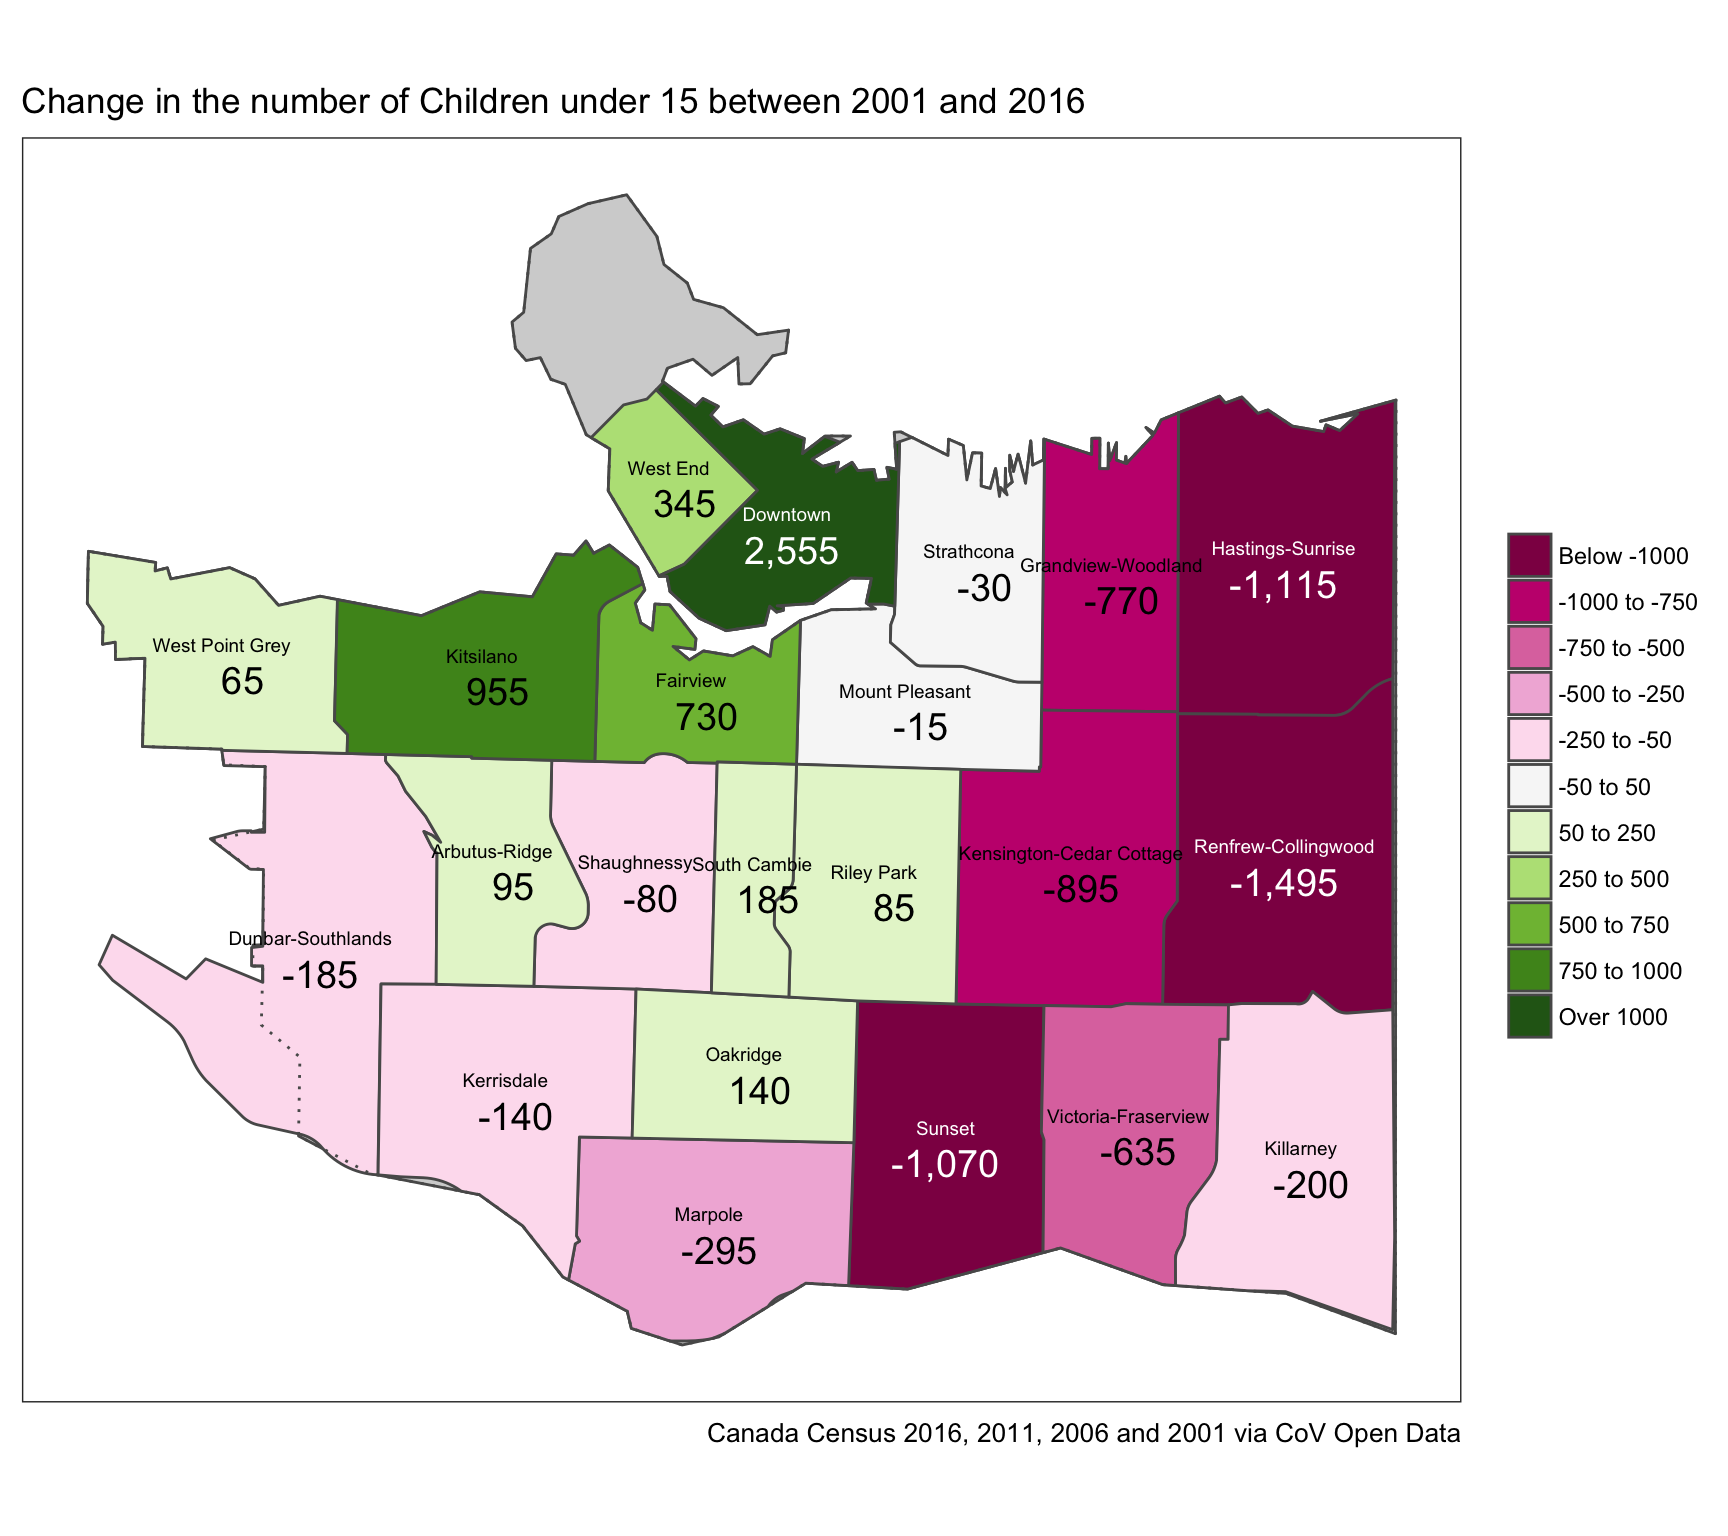 Change in the number of Children under 15 between 2001 and 2016
West End
345
Downtown
2,555
Strathcona
-30
Grandview-Woodland
-770
Hastings-Sunrise
-1,115
West Point Grey
65
Kitsilano
955
Fairview
730
Mount Pleasant
-15
Arbutus-Ridge
95
Shaughnessy
-80
South Cambie
185
Riley Park
85
Kensington-Cedar Cottage
-895
Renfrew-Collingwood
-1,495
Dunbar-Southlands
-185
Kerrisdale
-140
Oakridge
140
Sunset
-1,070
Victoria-Fraserview
-635
Killarney
-200
Marpole
-295
Below -1000
-1000 to -750
-750 to -500
-500 to -250
-250 to -50
-50 to 50
50 to 250
250 to 500
500 to 750
750 to 1000
Over 1000
Canada Census 2016, 2011, 2006 and 2001 via CoV Open Data